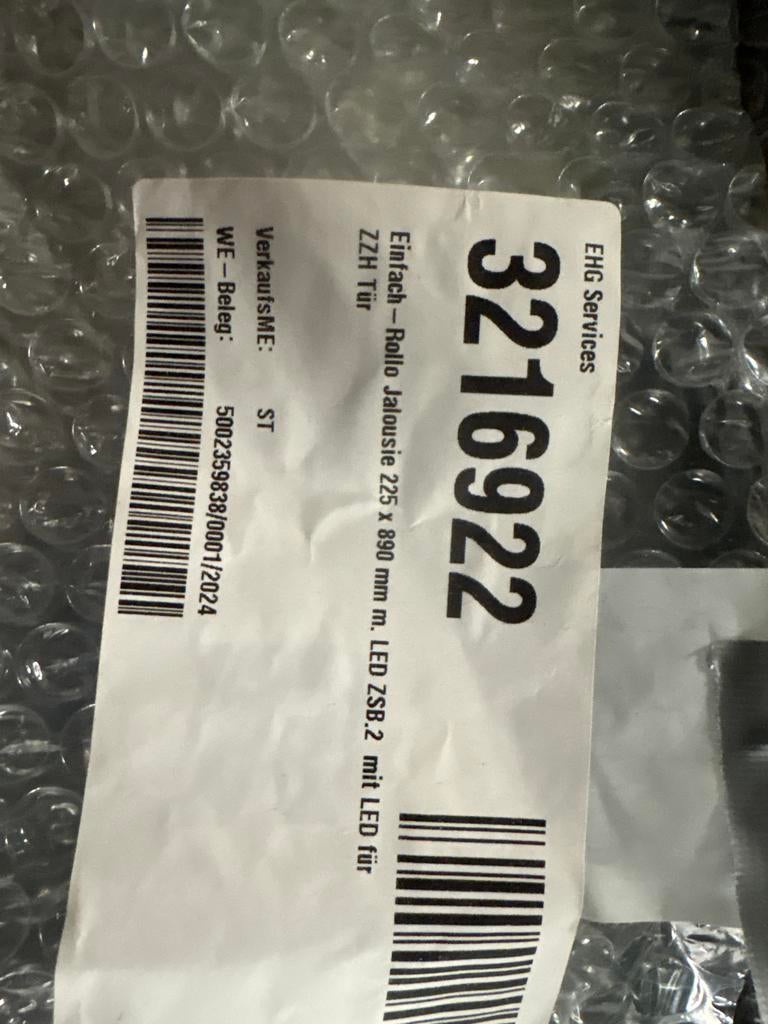 EHG Services
3216922
Einfach – Rollo Jalousie 225 x 890 mm m. LED ZSB.2 mit LED für
ZZH Tür
VerkaufsME: ST
WE – Beleg: 5002359838/0001/2024